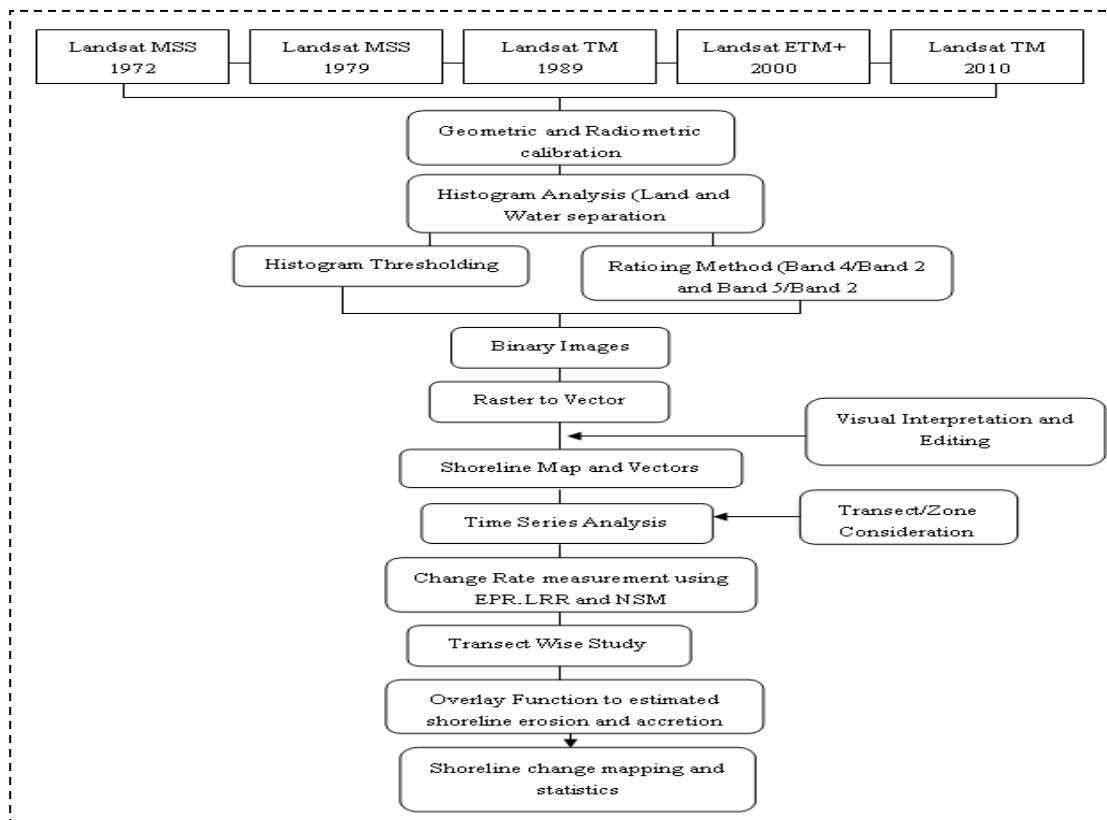 Landsat MSS
1972
Landsat MSS
1979
Landsat TM
1989
Landsat ETM+
2000
Landsat TM
2010
Geometric and Radiometric
calibration
Histogram Analysis (Land and
Water separation
Histogram Thresholding
Ratioing Method (Band 4/Band 2
and Band 5/Band 2
Binary Images
Raster to Vector
Visual Interpretation and
Editing
Shoreline Map and Vectors
Time Series Analysis
Transect/Zone
Consideration
Change Rate measurement using
EPR.LRR and NSM
Transect Wise Study
Overlay Function to estimated
shoreline erosion and accretion
Shoreline change mapping and
statistics